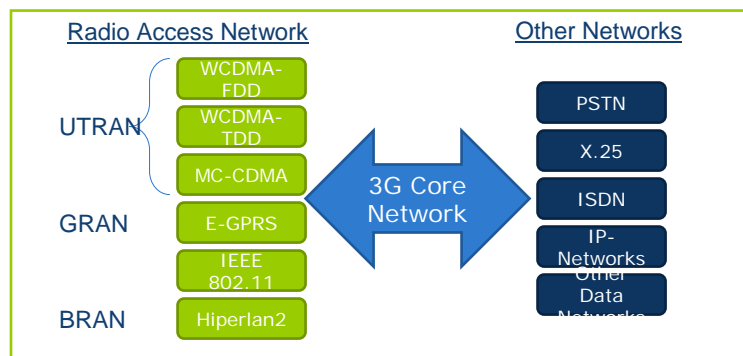 Radio Access Network
Other Networks
UTRAN
WCDMA-
FDD
WCDMA-
TDD
MC-CDMA
GRAN
E-GPRS
IEEE
802.11
BRAN
Hiperlan2
3G Core
Network
PSTN
X.25
ISDN
IP-
Networks
Other
Data
Networks